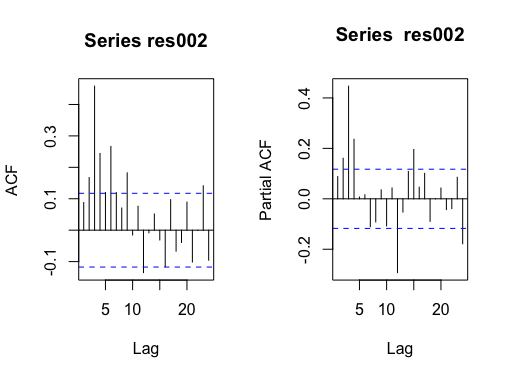 Series res002
ACF
-0.1
0.1
0.3
5
10
20
Lag
Series res002
Partial ACF
-0.2
0.0
0.2
0.4
5
10
20
Lag